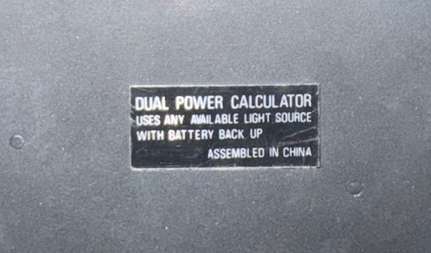 DUAL POWER CALCULATOR
USES ANY AVAILABLE LIGHT SOURCE
WITH BATTERY BACK UP
ASSEMBLED IN CHINA